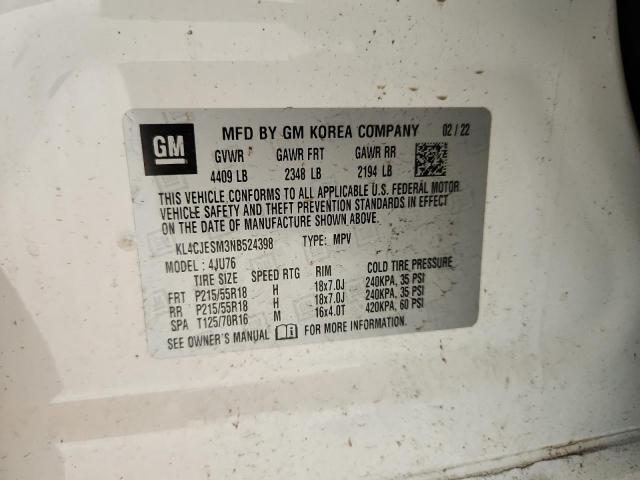 GM MFD BY GM KOREA COMPANY 02 / 22
GVWR GAWR FRT GAWR RR
4409 LB 2348 LB 2194 LB
THIS VEHICLE CONFORMS TO ALL APPLICABLE U.S. FEDERAL MOTOR
VEHICLE SAFETY AND THEFT PREVENTION STANDARDS IN EFFECT
ON THE DATE OF MANUFACTURE SHOWN ABOVE.
KL4CJESM3NB524398 TYPE: MPV
MODEL : 4JU76
TIRE SIZE SPEED RTG RIM COLD TIRE PRESSURE
FRT P215/55R18 H 18x7.0J 240KPA, 35 PSI
RR P215/55R18 H 18x7.0J 240KPA, 35 PSI
SPA T125/70R16 M 16x4.0T 420KPA, 60 PSI
SEE OWNER'S MANUAL FOR MORE INFORMATION.